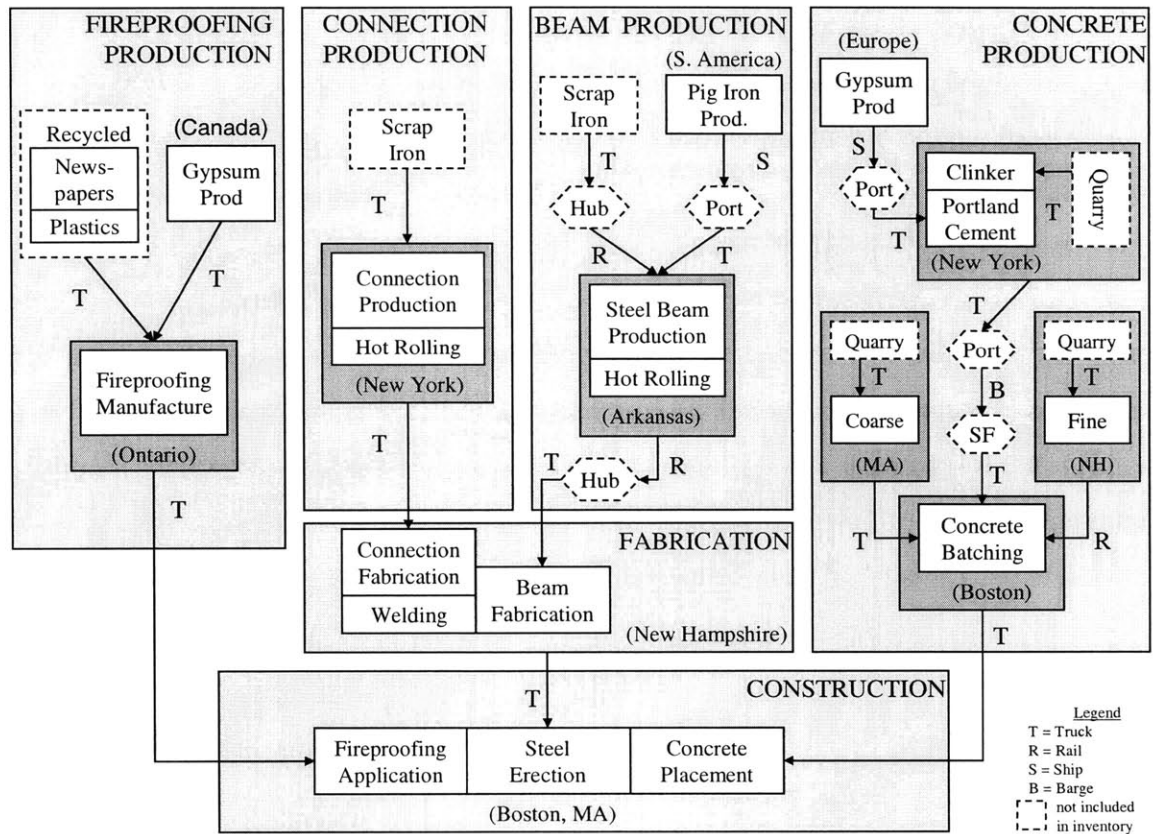 FIREPROOFING
PRODUCTION
Recycled
News-
papers
Plastics
(Canada)
Gypsum
Prod
T
T
Fireproofing
Manufacture
(Ontario)
T
CONNECTION
PRODUCTION
Scrap
Iron
T
Connection
Production
Hot Rolling
(New York)
T
BEAM PRODUCTION
(S. America)
Scrap
Iron
Pig Iron
Prod.
T
S
Hub
Port
R
T
Steel Beam
Production
Hot Rolling
(Arkansas)
T
R
Hub
CONCRETE
PRODUCTION
(Europe)
Gypsum
Prod
S
Port
T
Clinker
Portland
Cement
T
Quarry
(New York)
T
Port
B
SF
T
Quarry
T
Coarse
(MA)
Quarry
T
Fine
(NH)
T
R
Concrete
Batching
(Boston)
T
FABRICATION
Connection
Fabrication
Welding
Beam
Fabrication
(New Hampshire)
T
CONSTRUCTION
Fireproofing
Application
Steel
Erection
Concrete
Placement
(Boston, MA)
Legend
T = Truck
R = Rail
S = Ship
B = Barge
not included
in inventory